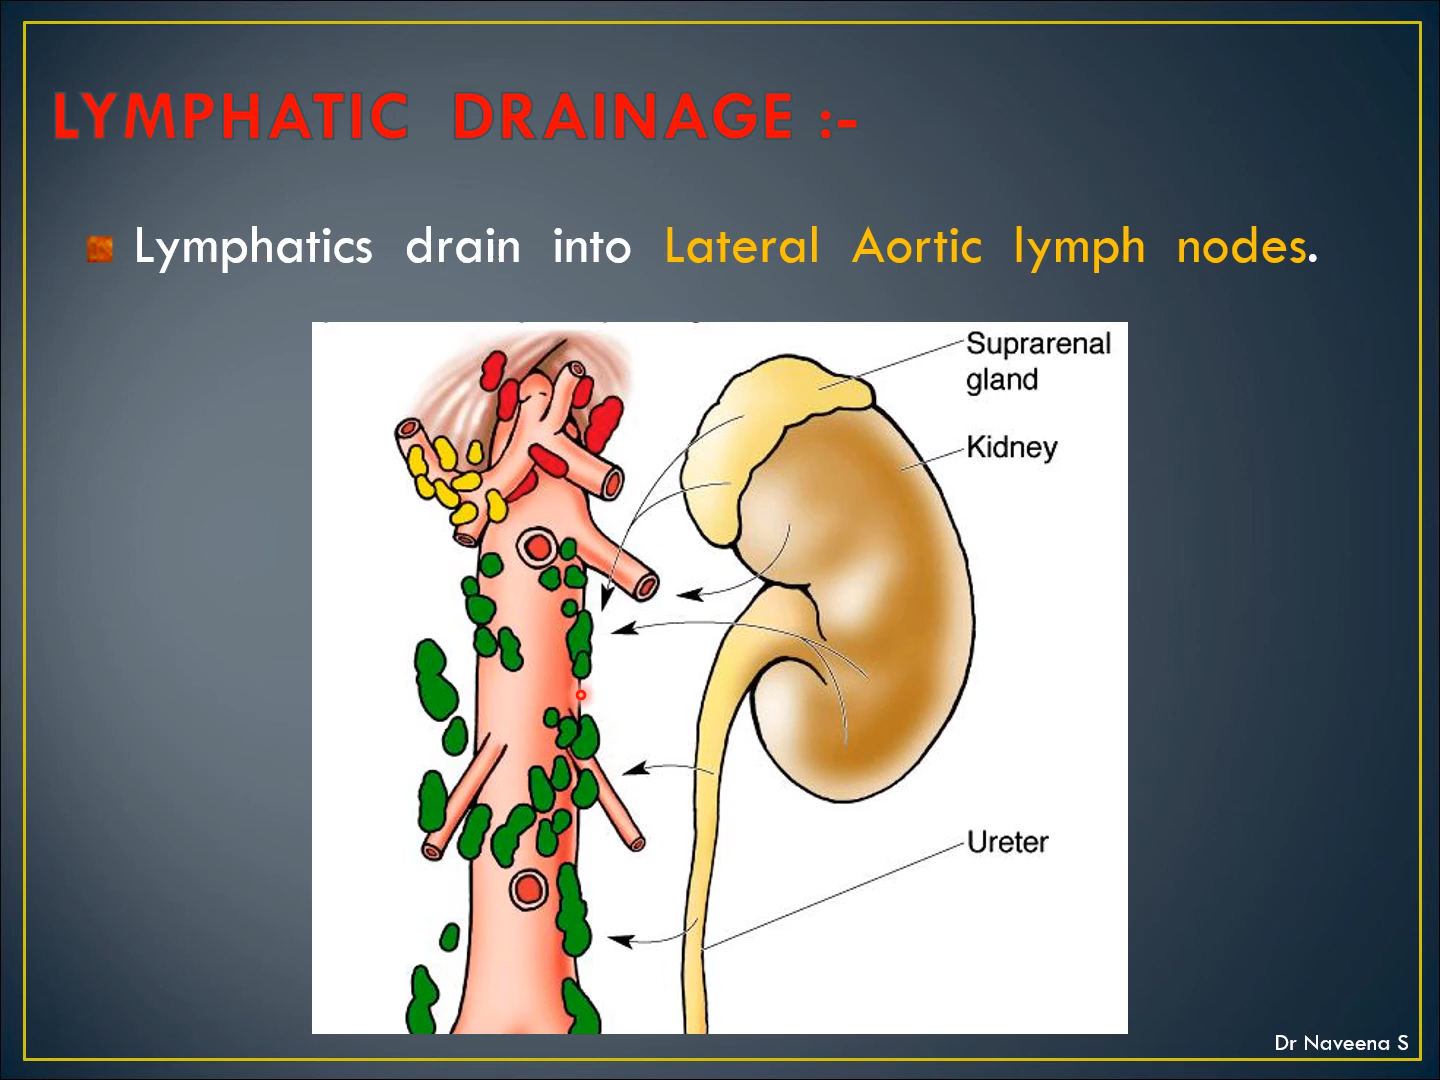 LYMPHATIC DRAINAGE :-
Lymphatics drain into Lateral Aortic lymph nodes.
Suprarenal
gland
Kidney
Ureter
Dr Naveena S